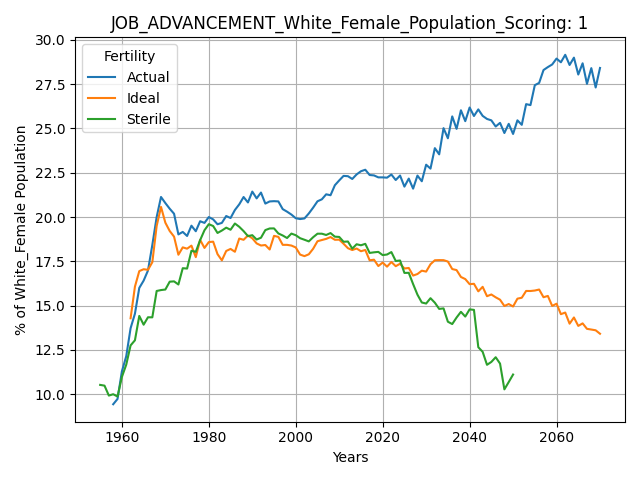 JOB_ADVANCEMENT_White_Female_Population_Scoring: 1
Fertility
Actual
Ideal
Sterile
% of White_Female Population
30.0
27.5
25.0
22.5
20.0
17.5
15.0
12.5
10.0
1960 1980 2000 2020 2040 2060
Years